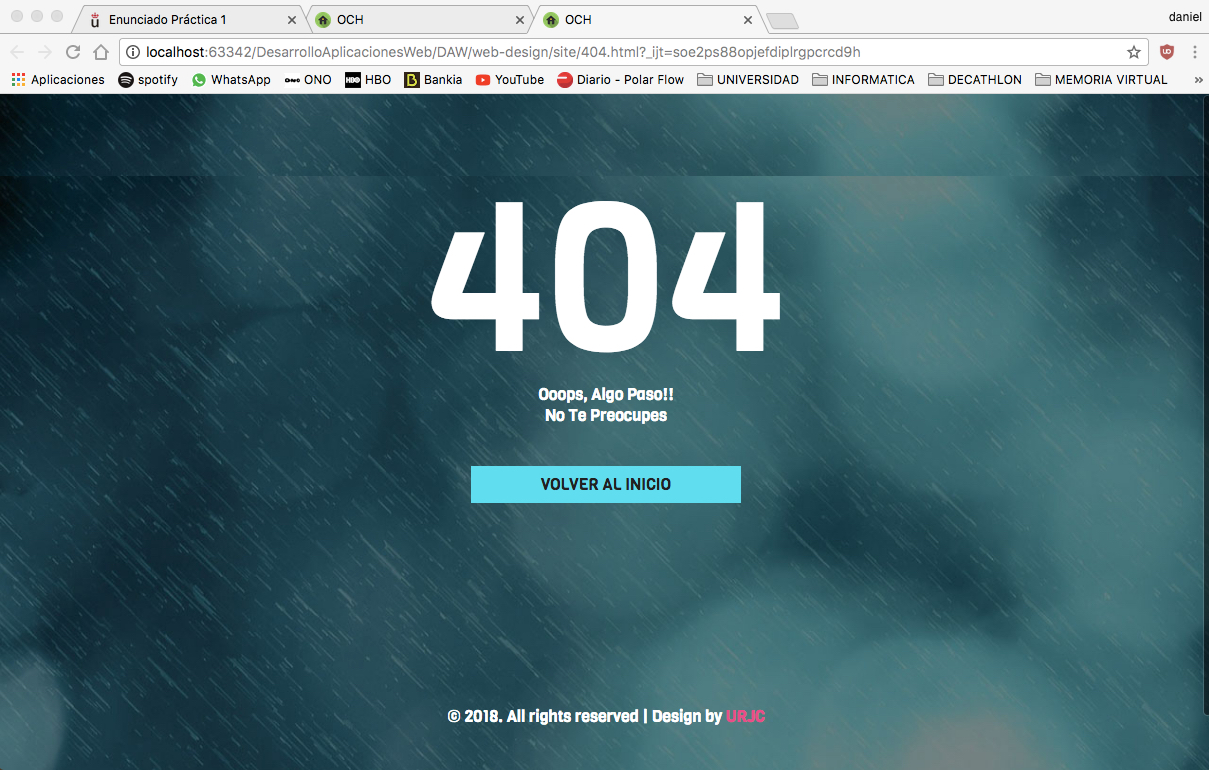 Enunciado Práctica 1
OCH
OCH
daniel
localhost:63342/DesarrolloAplicacionesWeb/DAW/web-design/site/404.html?_ijt=soe2ps88opjefdiplrgpcrcd9h
Aplicaciones spotify WhatsApp ONO HBO Bankia YouTube Diario - Polar Flow UNIVERSIDAD INFORMATICA DECATHLON MEMORIA VIRTUAL »
404
Ooops, Algo Paso!!
No Te Preocupes
VOLVER AL INICIO
© 2018. All rights reserved | Design by URJC